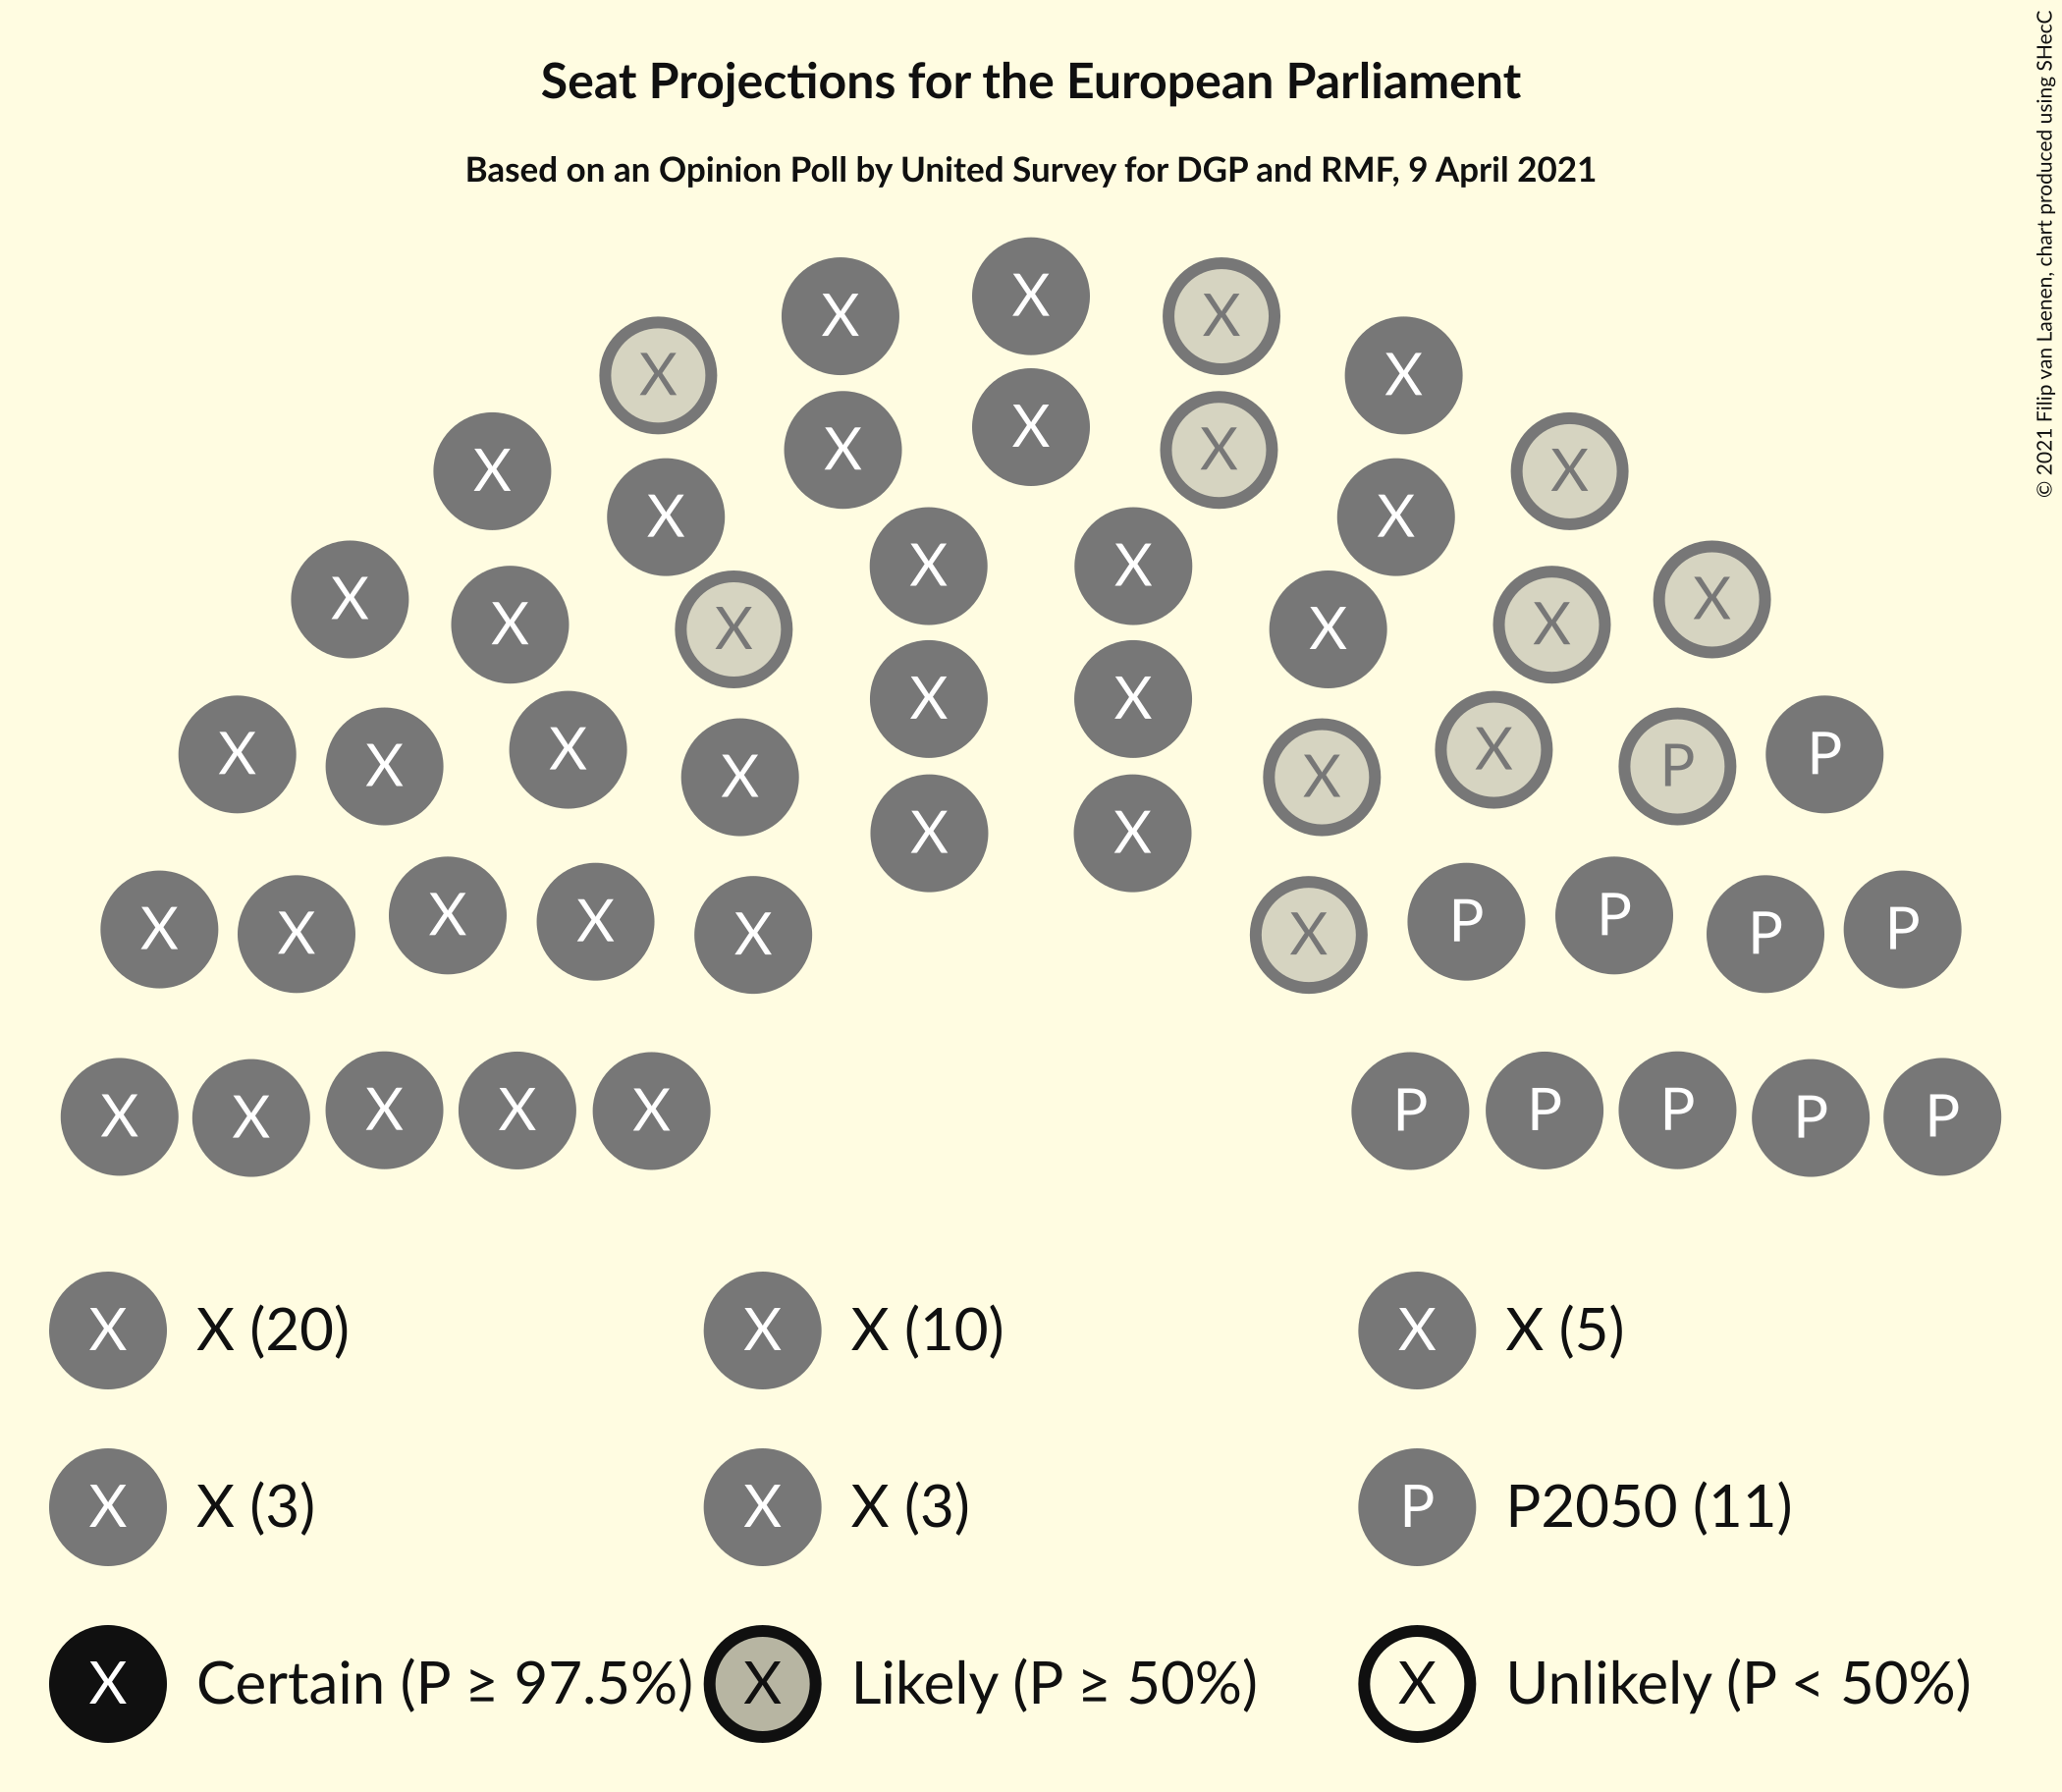 Seat Projections for the European Parliament
Based on an Opinion Poll by United Survey for DGP and RMF, 9 April 2021
© 2021 Filip van Laenen, chart produced using SHecC
X
X X
X X
X
X X
X X
X X
X X
X X
X X X X
X X X X
X X
X X X X P P
X X
X X
X X X P P P P
X X X
X X X X X P P P P P
X X (20) X X (10) X X (5)
X X (3) X X (3) P P2050 (11)
X Certain (P ≥ 97.5%) X Likely (P ≥ 50%) X Unlikely (P < 50%)